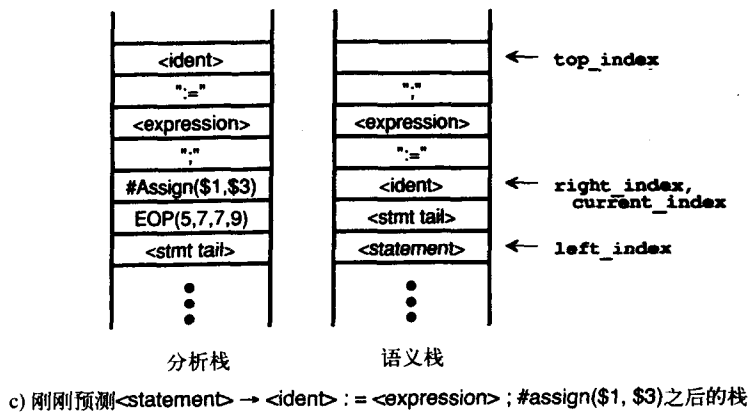 <ident>
":="
<expression>
";"
#Assign($1,$3)
EOP(5,7,7,9)
<stmt tail>
分析栈
";"
<expression>
":="
<ident>
<stmt tail>
<statement>
语义栈
top_index
right_index,
current_index
left_index
c) 刚刚预测<statement> → <ident> : = <expression> ; #assign($1, $3)之后的栈